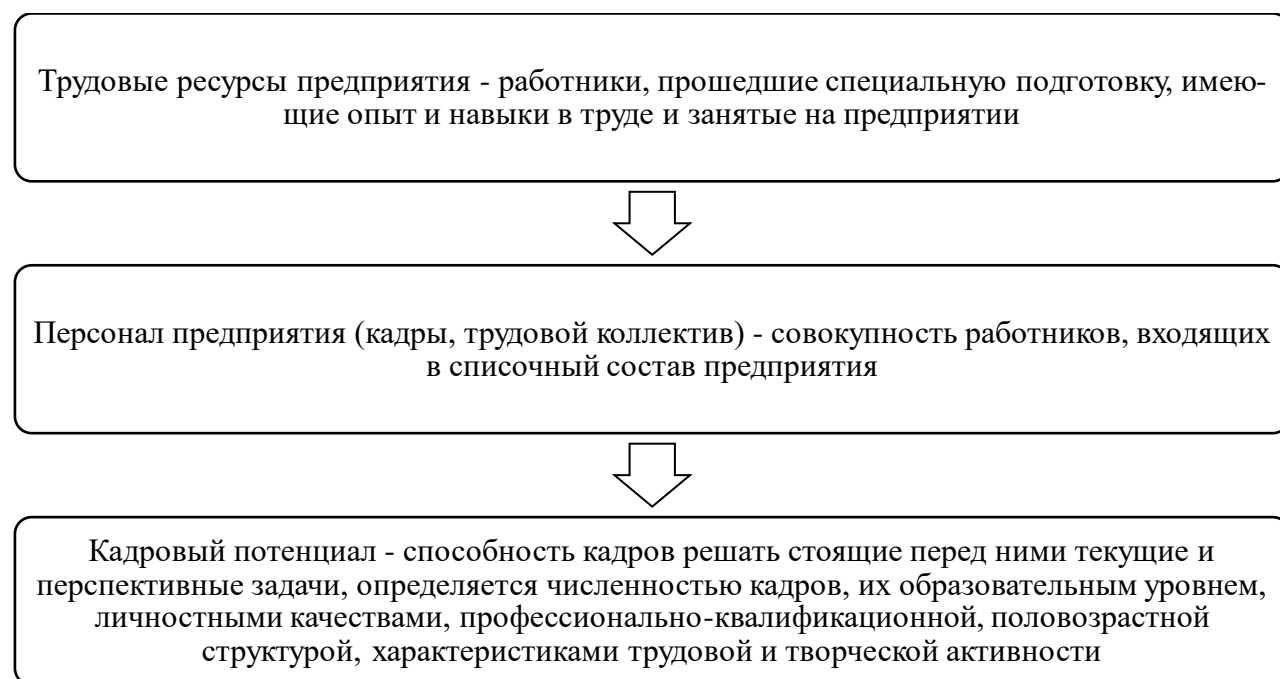 Трудовые ресурсы предприятия - работники, прошедшие специальную подготовку, имею-
щие опыт и навыки в труде и занятые на предприятии
Персонал предприятия (кадры, трудовой коллектив) - совокупность работников, входящих
в списочный состав предприятия
Кадровый потенциал - способность кадров решать стоящие перед ними текущие и
перспективные задачи, определяется численностью кадров, их образовательным уровнем,
личностными качествами, профессионально-квалификационной, половозрастной
структурой, характеристиками трудовой и творческой активности